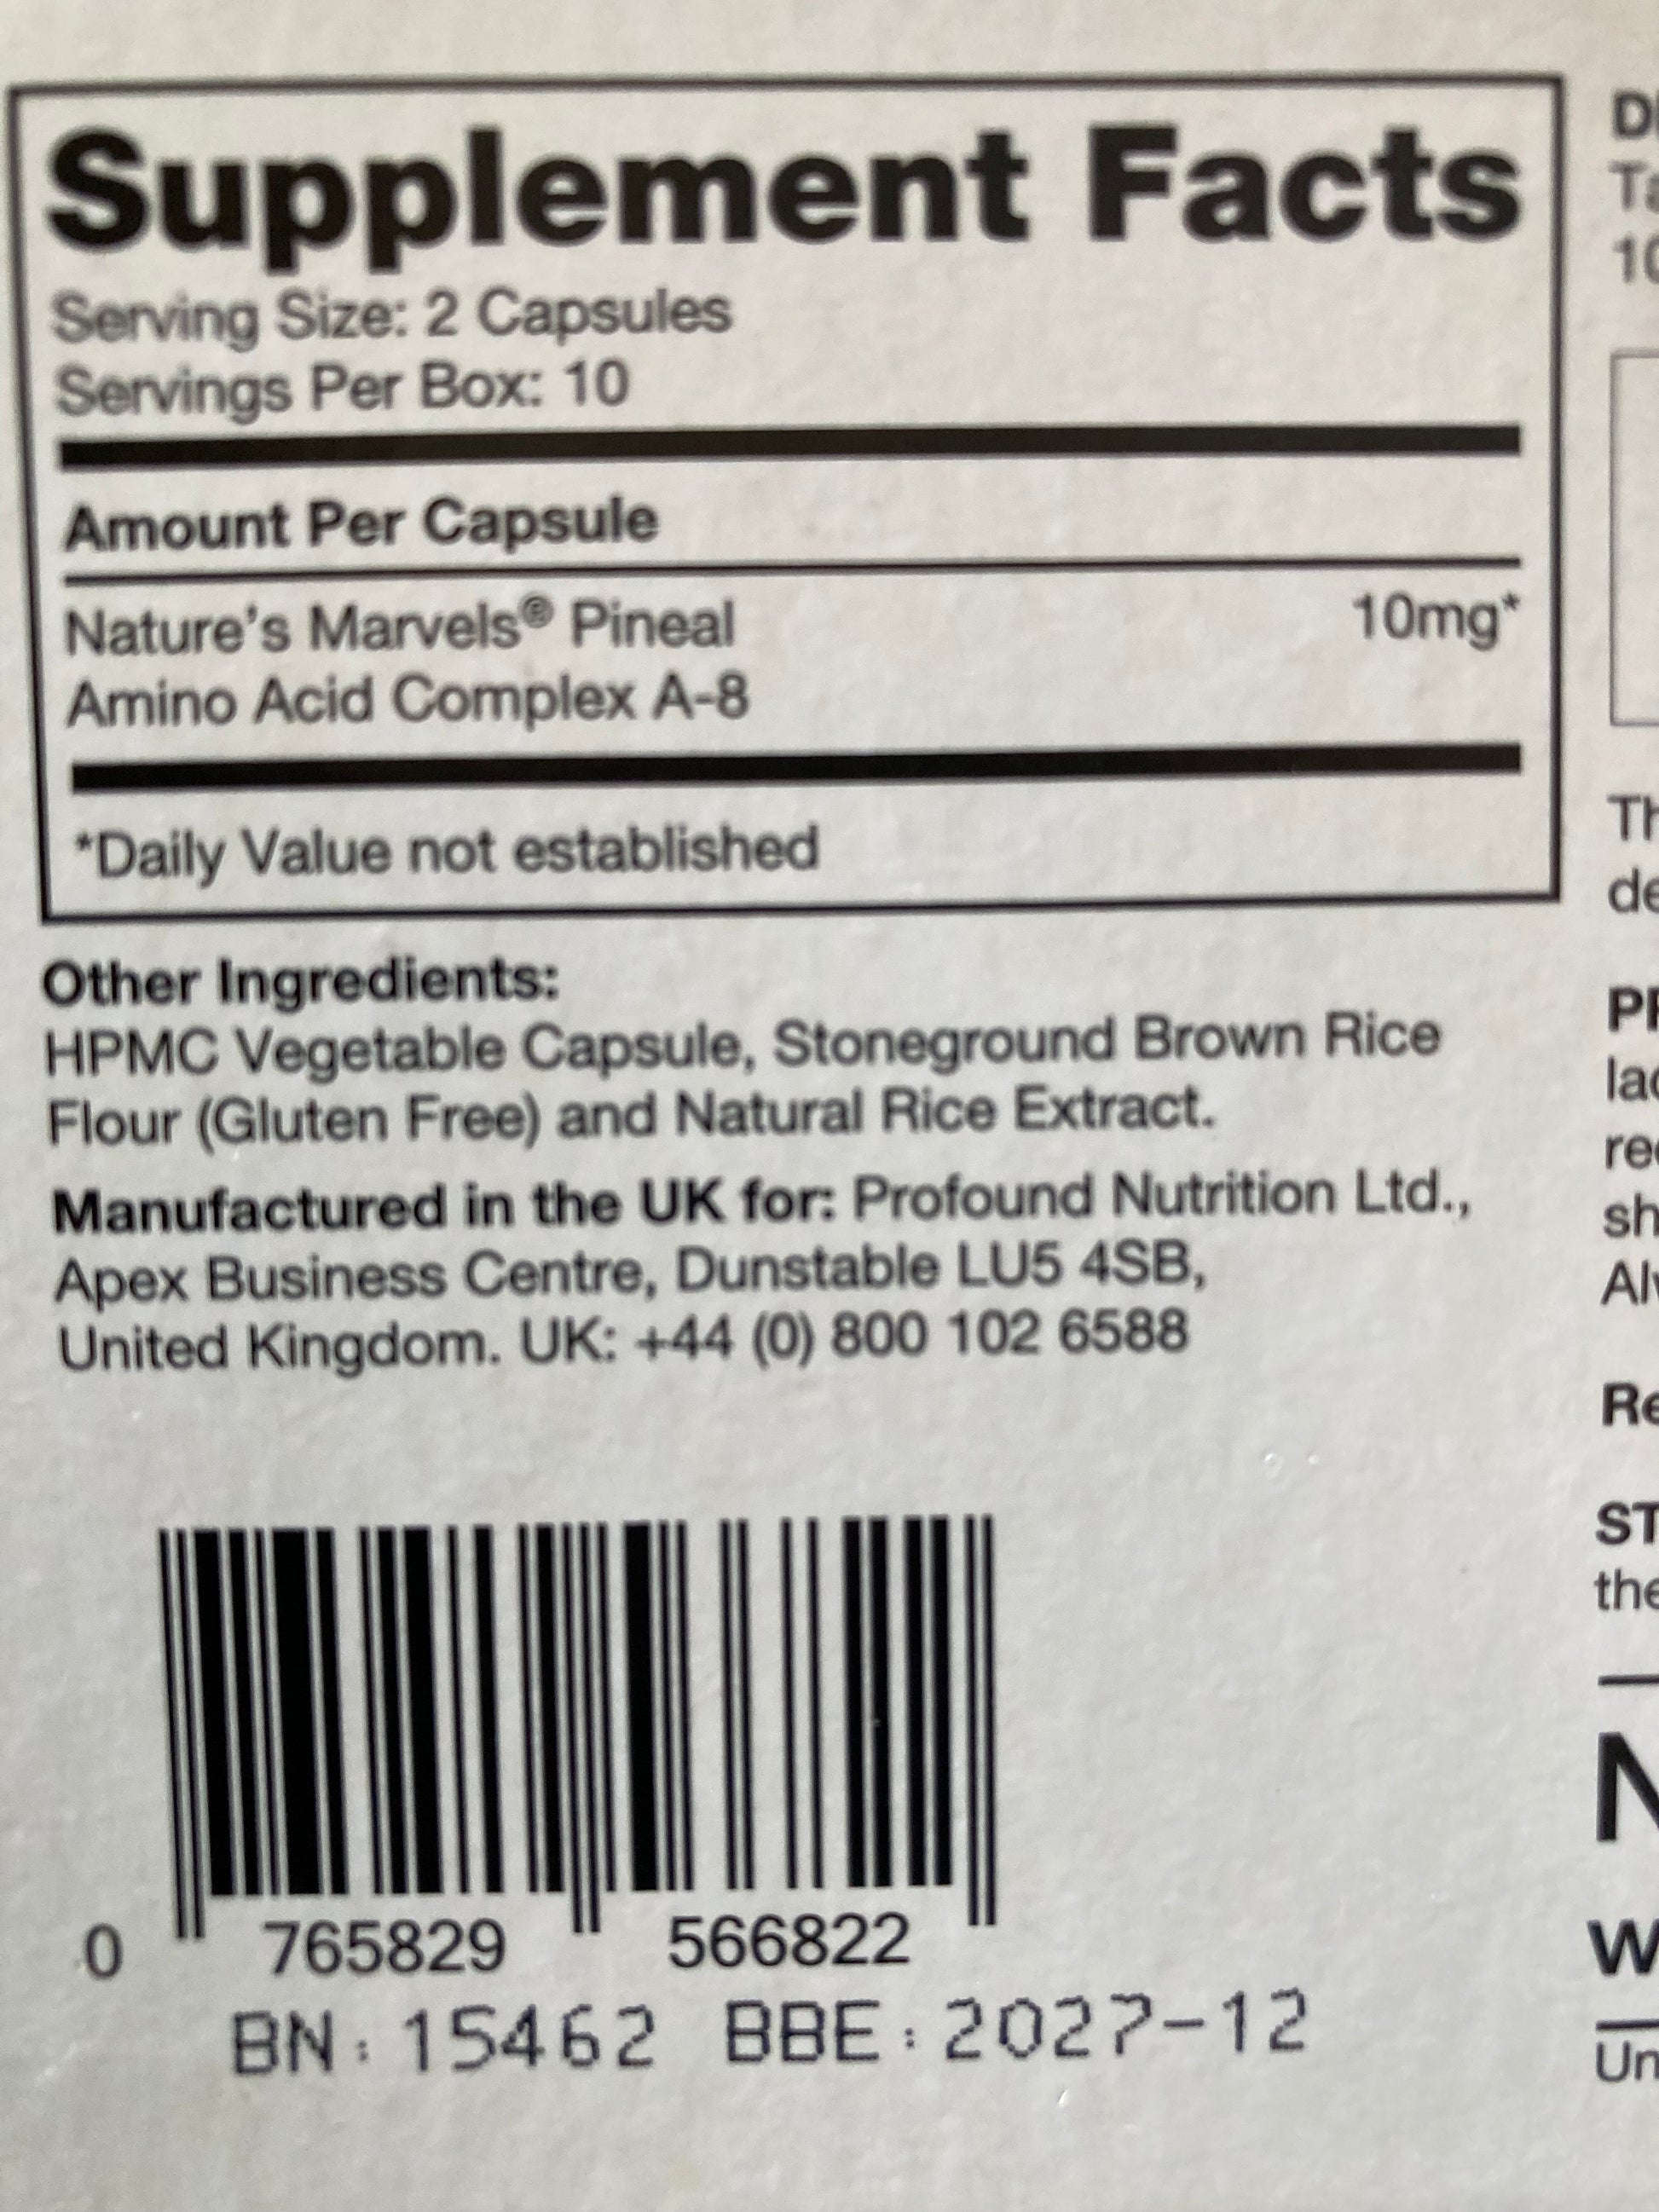 Supplement Facts
Serving Size: 2 Capsules
Servings Per Box: 10
Amount Per Capsule
Nature's Marvels® Pineal 10mg*
Amino Acid Complex A-8
*Daily Value not established
Other Ingredients:
HPMC Vegetable Capsule, Stoneground Brown Rice
Flour (Gluten Free) and Natural Rice Extract.
Manufactured in the UK for: Profound Nutrition Ltd.,
Apex Business Centre, Dunstable LU5 4SB,
United Kingdom. UK: +44 (0) 800 102 6588
0 765829 566822
BN: 15462 BBE: 2027-12